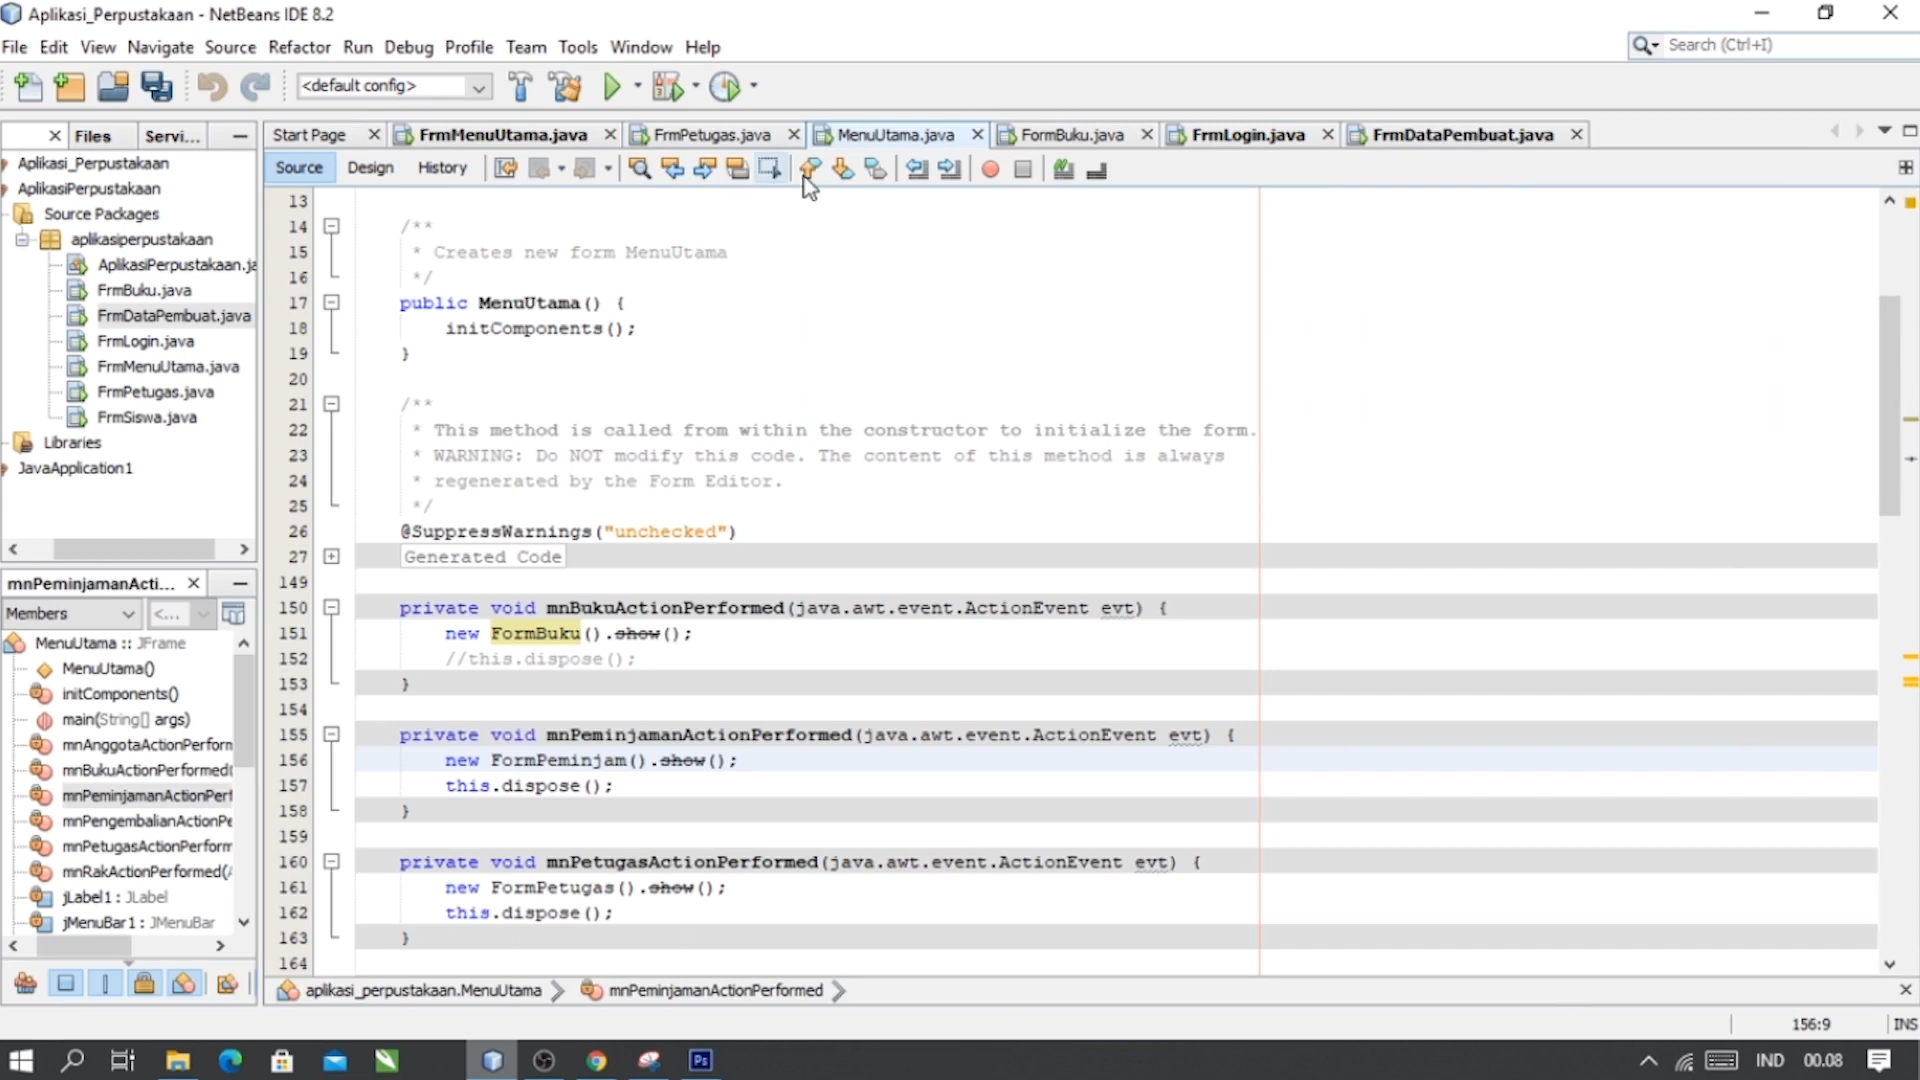 Aplikasi_Perpustakaan - NetBeans IDE 8.2
File Edit View Navigate Source Refactor Run Debug Profile Team Tools Window Help
Search (Ctrl+I)
<default config>
Files Servi...
Start Page FrmMenuUtama.java FrmPetugas.java MenuUtama.java FormBuku.java FrmLogin.java FrmDataPembuat.java
Source Design History
Aplikasi_Perpustakaan
AplikasiPerpustakaan
Source Packages
aplikasiperpustakaan
AplikasiPerpustakaan.ja
FrmBuku.java
FrmDataPembuat.java
FrmLogin.java
FrmMenuUtama.java
FrmPetugas.java
FrmSiswa.java
Libraries
JavaApplication1
mnPeminjamanActi...
Members <...
MenuUtama :: JFrame
MenuUtama()
initComponents()
main(String[] args)
mnAnggotaActionPerform
mnBukuActionPerformed(
mnPeminjamanActionPerf
mnPengembalianActionPe
mnPetugasActionPerform
mnRakActionPerformed(
jLabel1 : JLabel
jMenuBar1 : JMenuBar
13
14 /**
15 * Creates new form MenuUtama
16 */
17 public MenuUtama() {
18 initComponents();
19 }
20
21 /**
22 * This method is called from within the constructor to initialize the form.
23 * WARNING: Do NOT modify this code. The content of this method is always
24 * regenerated by the Form Editor.
25 */
26 @SuppressWarnings("unchecked")
27 Generated Code
149
150 private void mnBukuActionPerformed(java.awt.event.ActionEvent evt) {
151 new FormBuku().show();
152 //this.dispose();
153 }
154
155 private void mnPeminjamanActionPerformed(java.awt.event.ActionEvent evt) {
156 new FormPeminjam().show();
157 this.dispose();
158 }
159
160 private void mnPetugasActionPerformed(java.awt.event.ActionEvent evt) {
161 new FormPetugas().show();
162 this.dispose();
163 }
164
aplikasi_perpustakaan.MenuUtama mnPeminjamanActionPerformed
156:9 INS
Ps
IND 00.08